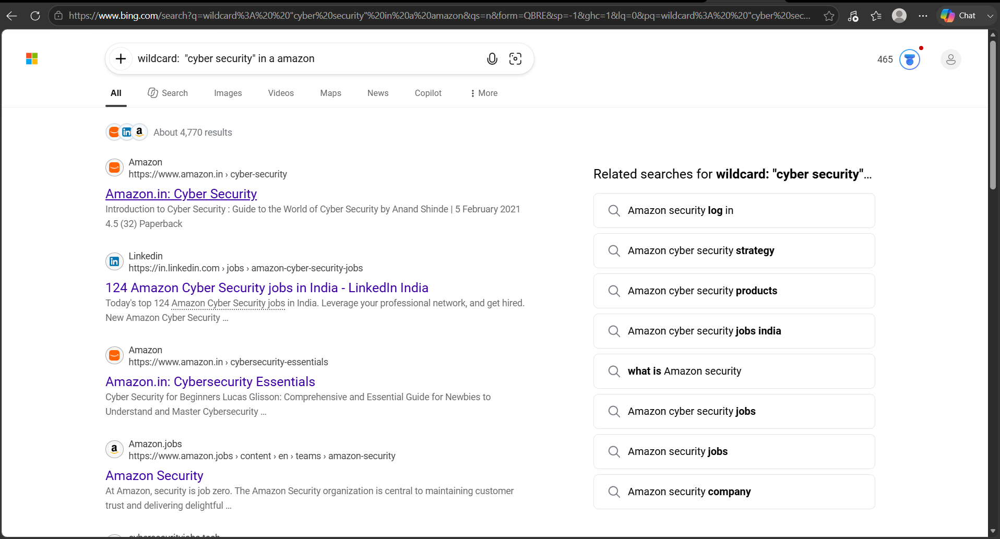 https://www.bing.com/search?q=wildcard%3A%20%20"cyber%20security"%20in%20a%20amazon&qs=n&form=QBRE&sp=-1&ghc=1&lq=0&pq=wildcard%3A%20%20"cyber%20sec...
Chat
wildcard:  "cyber security" in a amazon
465
All
Search
Images
Videos
Maps
News
Copilot
More
in
a
About 4,770 results
Amazon
https://www.amazon.in › cyber-security
Amazon.in: Cyber Security
Introduction to Cyber Security : Guide to the World of Cyber Security by Anand Shinde | 5 February 2021
4.5 (32) Paperback
in
Linkedin
https://in.linkedin.com › jobs › amazon-cyber-security-jobs
124 Amazon Cyber Security jobs in India - LinkedIn India
Today's top 124 Amazon Cyber Security jobs in India. Leverage your professional network, and get hired.
New Amazon Cyber Security ...
Amazon
https://www.amazon.in › cybersecurity-essentials
Amazon.in: Cybersecurity Essentials
Cyber Security for Beginners Lucas Glisson: Comprehensive and Essential Guide for Newbies to
Understand and Master Cybersecurity ...
a
Amazon.jobs
https://www.amazon.jobs › content › en › teams › amazon-security
Amazon Security
At Amazon, security is job zero. The Amazon Security organization is central to maintaining customer
trust and delivering delightful ...
Related searches for wildcard: "cyber security"...
Amazon security log in
Amazon cyber security strategy
Amazon cyber security products
Amazon cyber security jobs india
what is Amazon security
Amazon cyber security jobs
Amazon security jobs
Amazon security company